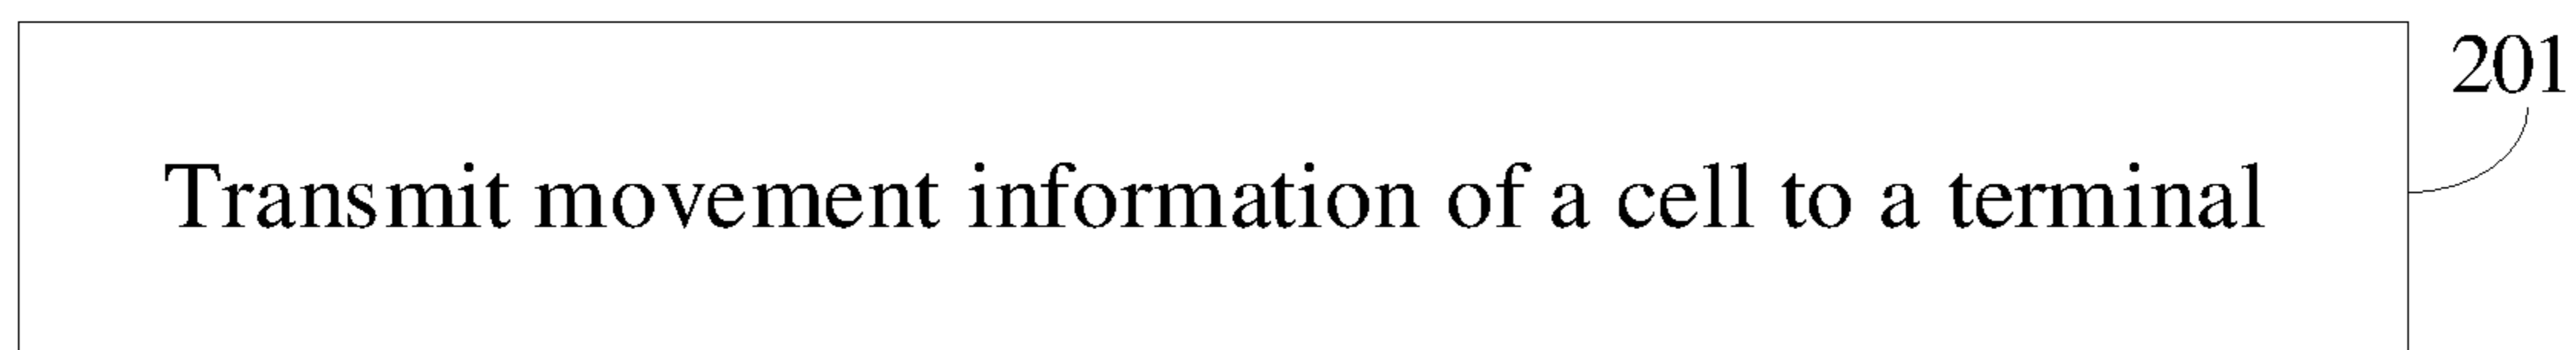 201
Transmit movement information of a cell to a terminal